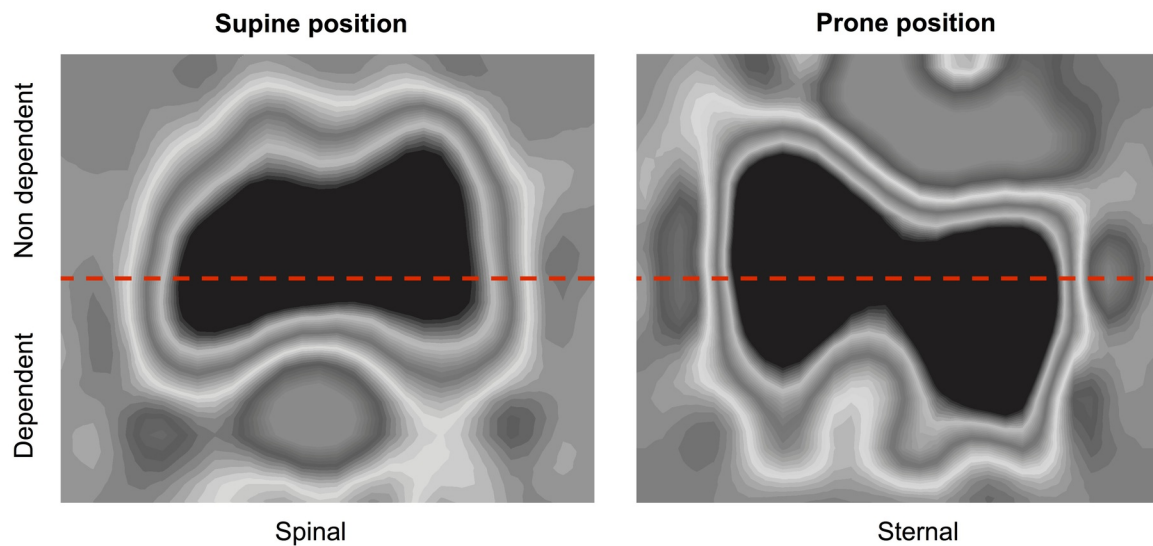 Supine position
Prone position
Non dependent
Dependent
Spinal
Sternal